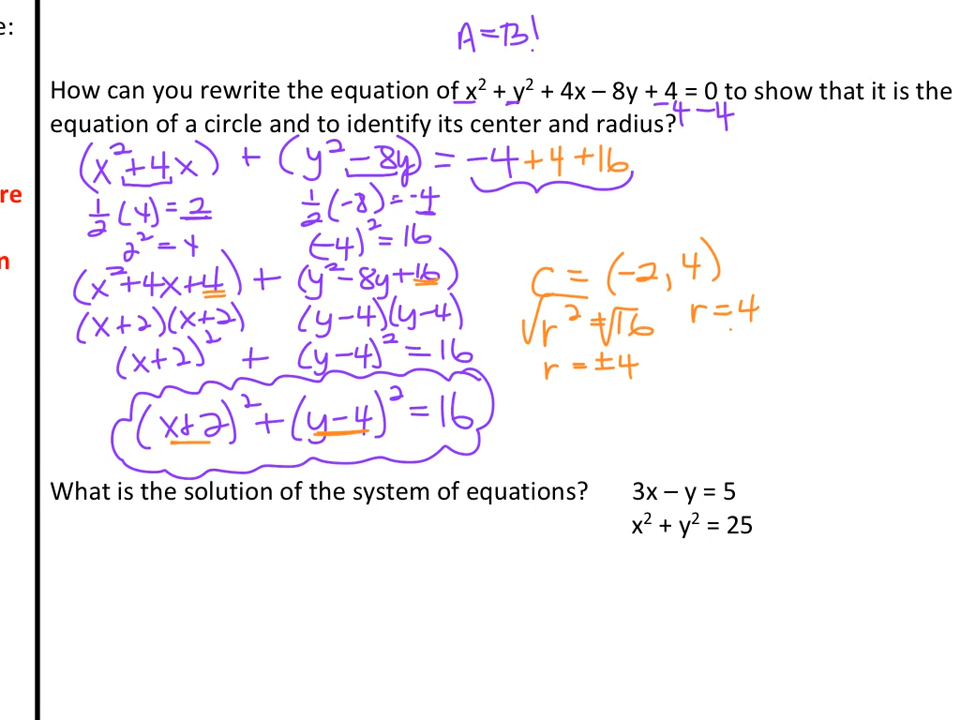 e:
A=B!
How can you rewrite the equation of x² + y² + 4x – 8y + 4 = 0 to show that it is the
-4 -4
equation of a circle and to identify its center and radius?
(x²+4x) + (y²-8y) = -4+4+16
re
½(4)=2 ½(-8)=-4
2²=4 (-4)²=16
n
(x²+4x+4) + (y²-8y+16) C=(-2,4)
(x+2)(x+2) (y-4)(y-4) √r²=±√16 r=4
(x+2)² + (y-4)²=16 r=±4
(x+2)²+(y-4)²=16
What is the solution of the system of equations? 3x – y = 5
x² + y² = 25